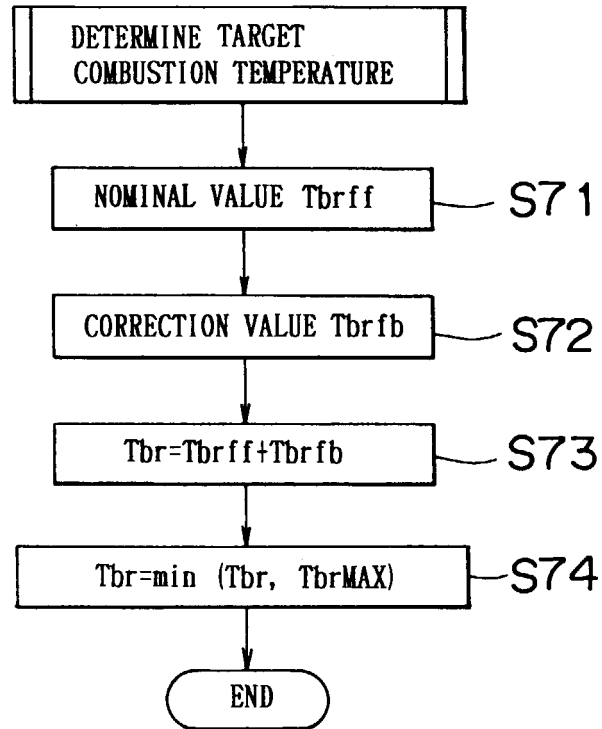 DETERMINE TARGET
COMBUSTION TEMPERATURE
NOMINAL VALUE Tbrff
S71
CORRECTION VALUE Tbrfb
S72
Tbr=Tbrff+Tbrfb
S73
Tbr=min (Tbr, TbrMAX)
S74
END